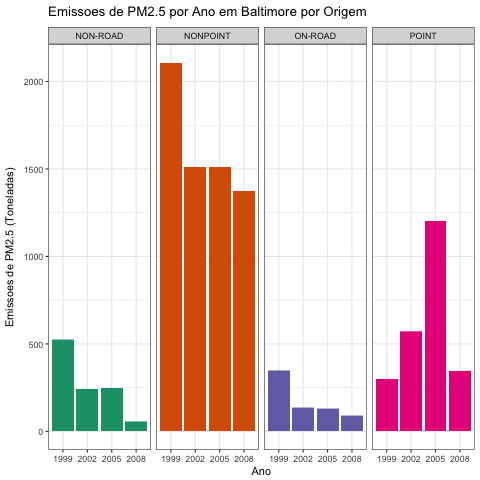 Emissoes de PM2.5 por Ano em Baltimore por Origem
NON-ROAD NONPOINT ON-ROAD POINT
2000
1500
1000
500
0
Emissoes de PM2.5 (Toneladas)
1999 2002 2005 2008 1999 2002 2005 2008 1999 2002 2005 2008 1999 2002 2005 2008
Ano